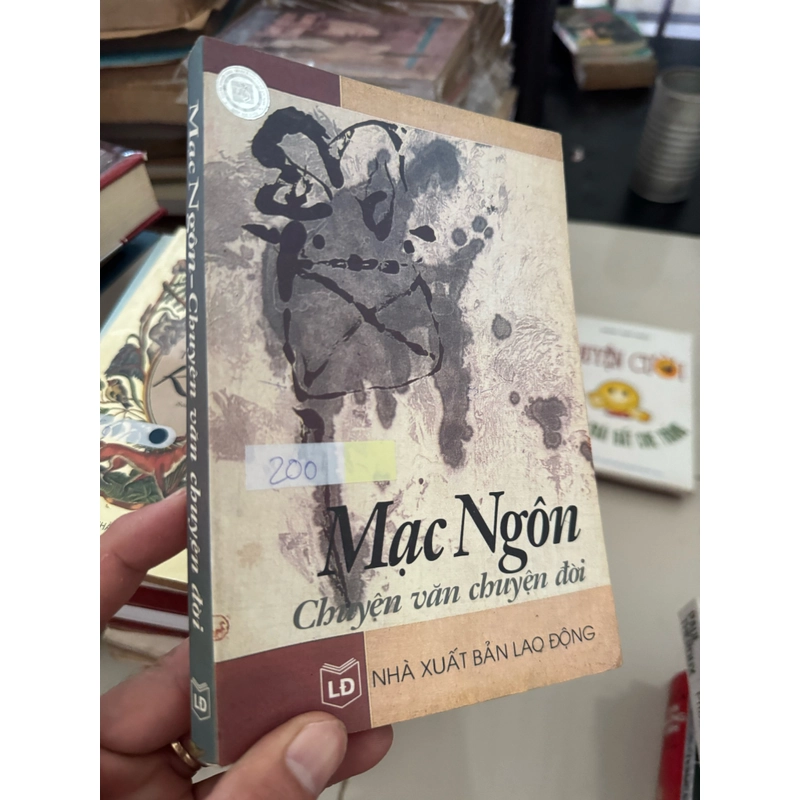 Mạc Ngôn - Chuyện văn chuyện đời
LĐ
200
Mạc Ngôn
Chuyện văn chuyện đời
LĐ
NHÀ XUẤT BẢN LAO ĐỘNG